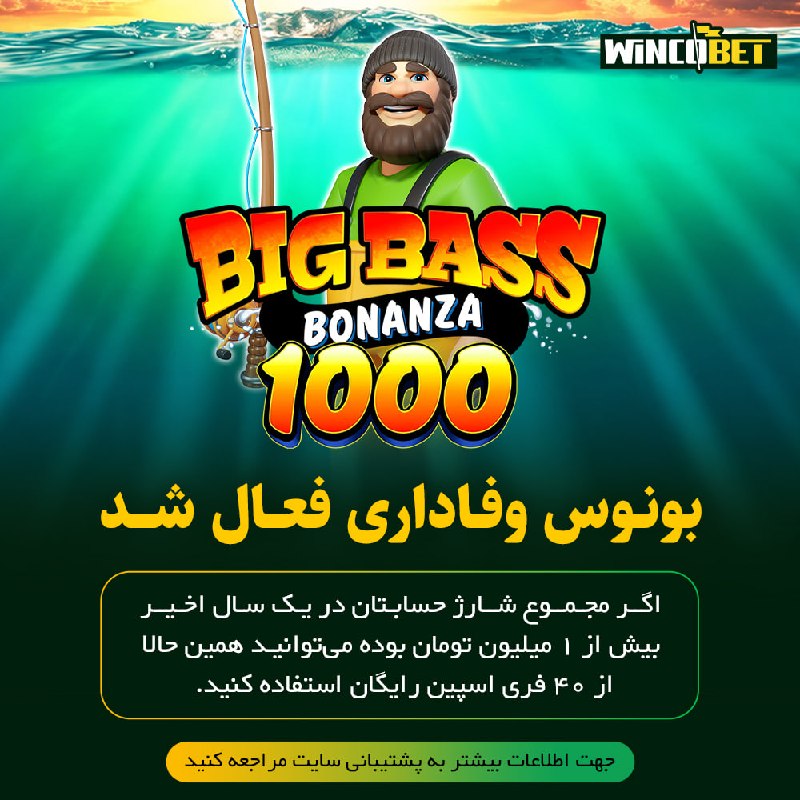 WINCOBET
BIG BASS
BONANZA
1000
بونوس وفاداری فعال شد
اگر مجموع شارژ حسابتان در یک سال اخیر
بیش از ۱ میلیون تومان بوده می‌توانید همین حالا
از ۴۰ فری اسپین رایگان استفاده کنید.
جهت اطلاعات بیشتر به پشتیبانی سایت مراجعه کنید